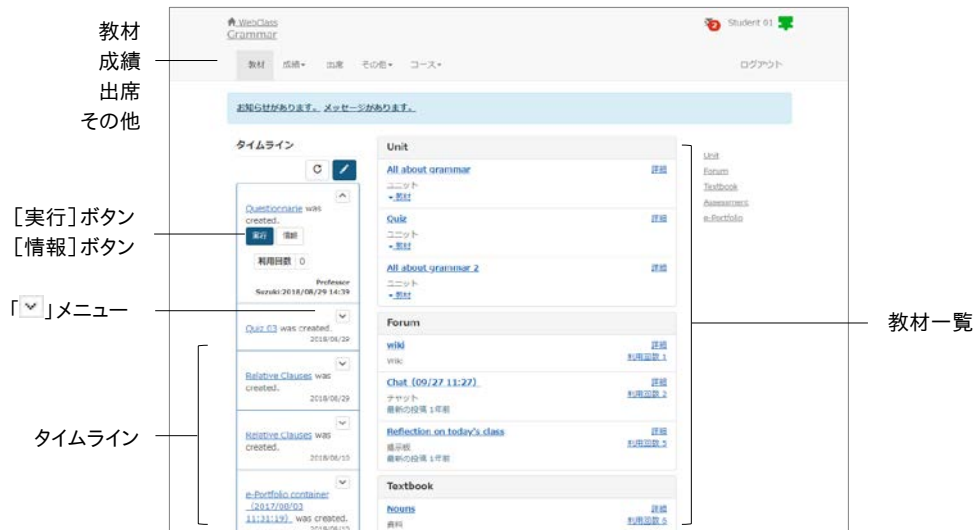 教材
成績
出席
その他
［実行］ボタン
［情報］ボタン
「 」メニュー
タイムライン
WebClass
Grammar
2
Student 01
教材 成績 出席 その他 コース ログアウト
お知らせがあります。 メッセージがあります。
タイムライン
Questionnarie was
created.
実行 情報
利用回数 0
Professor
Suzuki:2018/08/29 14:39
Quiz 03 was created.
2018/08/29
Relative Clauses was
created.
2018/08/29
Relative Clauses was
created.
e-Portfolio container
was created.
Unit
All about grammar 詳細
ユニット
教材
Quiz 詳細
ユニット
教材
All about grammar 2 詳細
ユニット
教材
Forum
wiki 詳細
Wiki 利用回数 1
Chat (09/27 11:27) 詳細
チャット 利用回数 2
最新の投稿 1年前
Reflection on today's class 詳細
掲示板 利用回数 5
最新の投稿 1年前
Textbook
Nouns 詳細
資料 利用回数 6
Unit
Forum
Textbook
Assessment
e-Portfolio
教材一覧